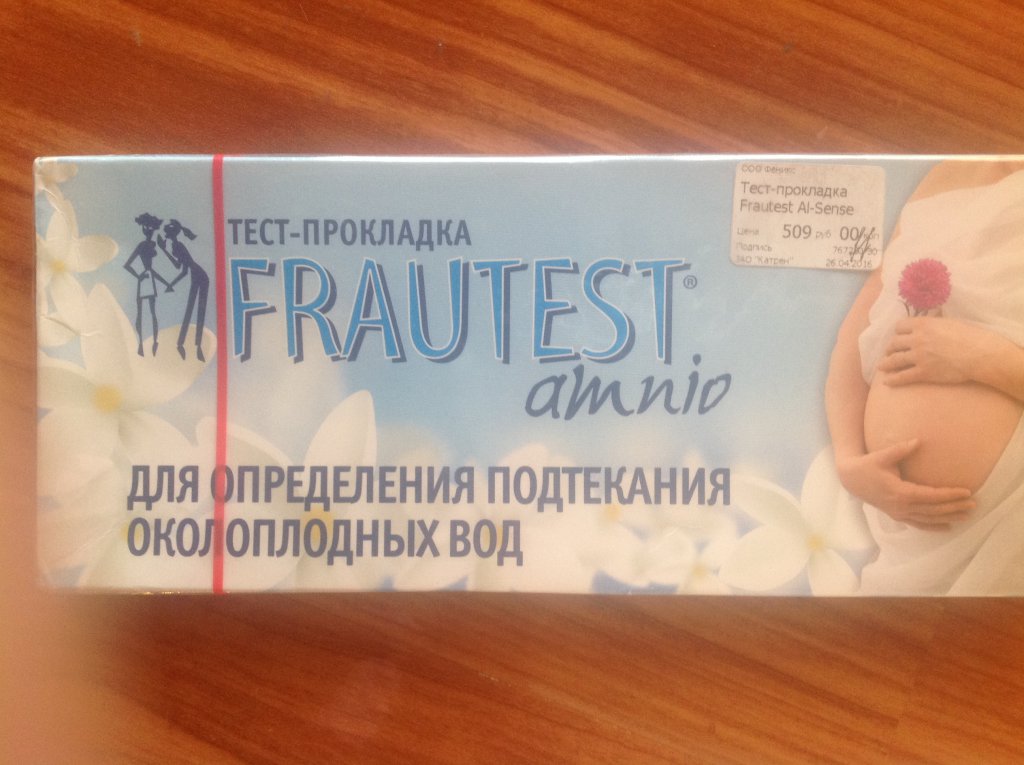 ТЕСТ-ПРОКЛАДКА
FRAUTEST®
amnio
ДЛЯ ОПРЕДЕЛЕНИЯ ПОДТЕКАНИЯ
ОКОЛОПЛОДНЫХ ВОД
ООО Феникс
Тест-прокладка
Frautest Al-Sense
Цена 509 руб 00
Подпись
ЗАО "Катрен" 26.04.2016